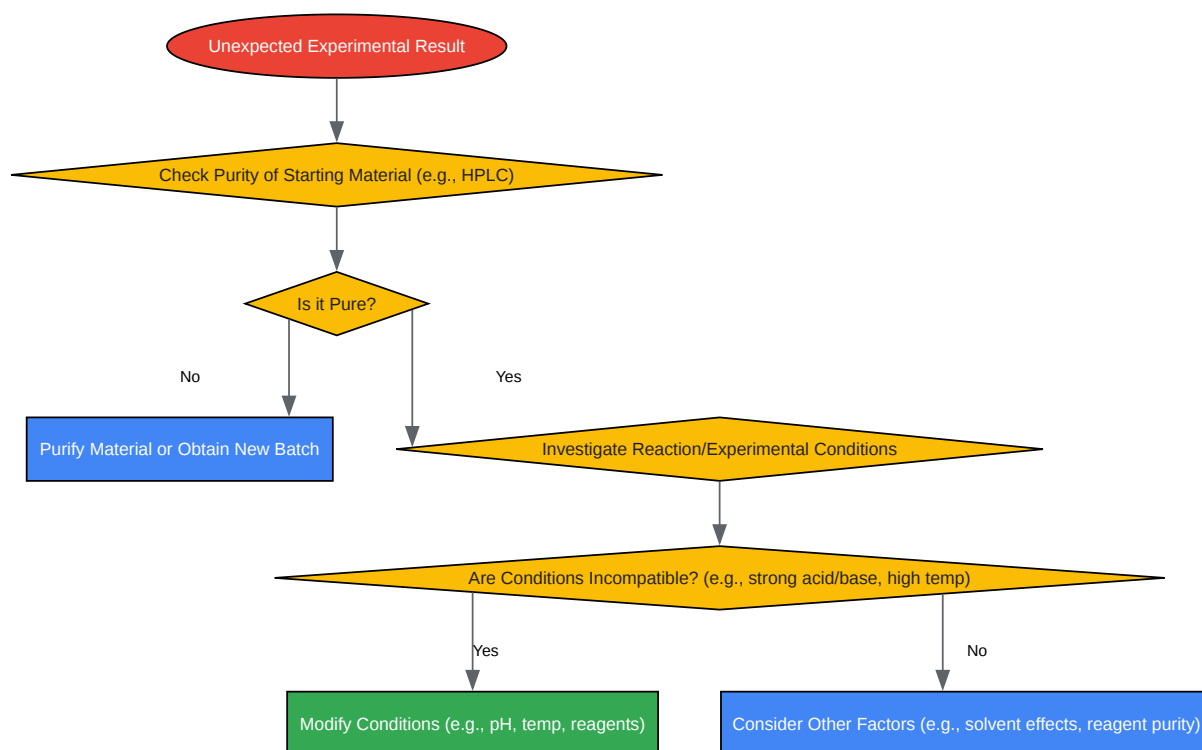 Unexpected Experimental Result
Check Purity of Starting Material (e.g., HPLC)
Is it Pure?
No
Yes
Purify Material or Obtain New Batch
Investigate Reaction/Experimental Conditions
Are Conditions Incompatible? (e.g., strong acid/base, high temp)
Yes
No
Modify Conditions (e.g., pH, temp, reagents)
Consider Other Factors (e.g., solvent effects, reagent purity)